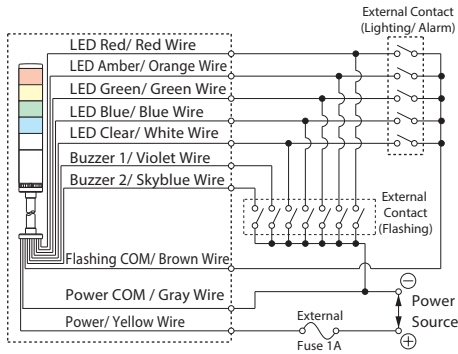 External Contact
(Lighting/ Alarm)
LED Red/ Red Wire
LED Amber/ Orange Wire
LED Green/ Green Wire
LED Blue/ Blue Wire
LED Clear/ White Wire
Buzzer 1/ Violet Wire
Buzzer 2/ Skyblue Wire
External
Contact
(Flashing)
Flashing COM/ Brown Wire
Power COM / Gray Wire
Power/ Yellow Wire
External
Fuse 1A
Power
Source